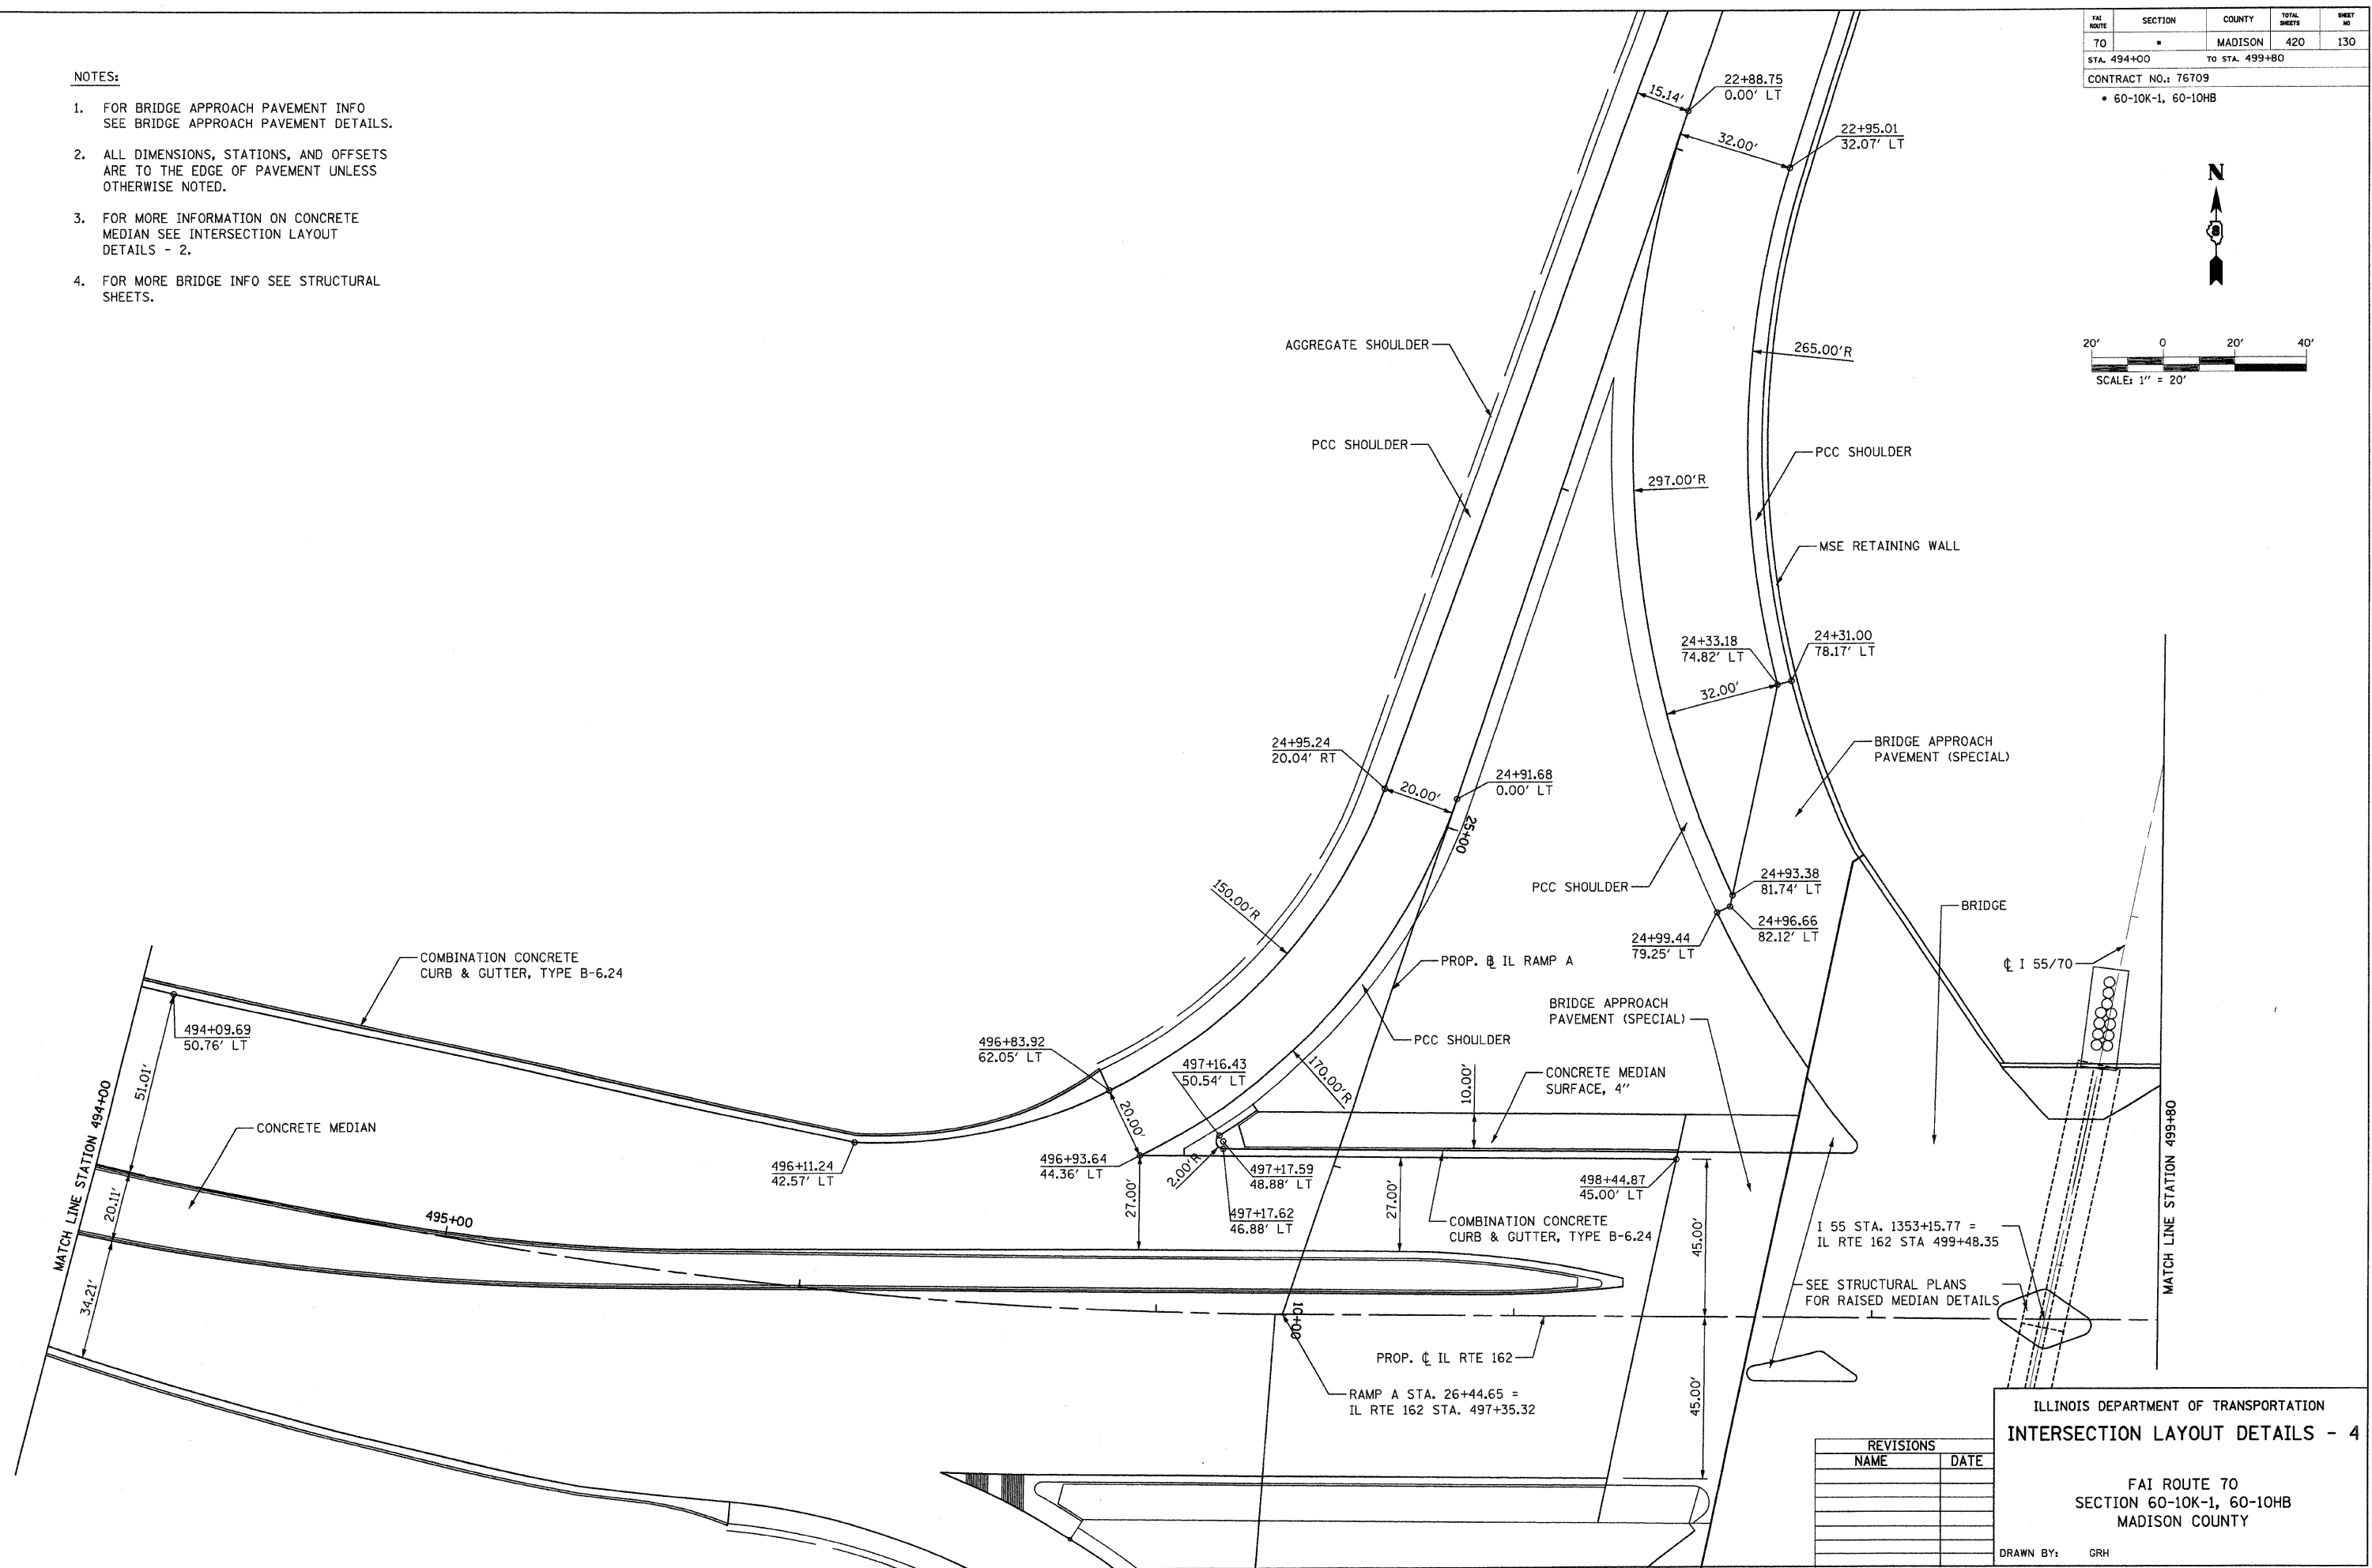 FAI ROUTE
SECTION
COUNTY
TOTAL SHEETS
SHEET NO
70
*
MADISON
420
130
STA. 494+00 TO STA. 499+80
CONTRACT NO.: 76709
* 60-10K-1, 60-10HB
NOTES:
1. FOR BRIDGE APPROACH PAVEMENT INFO
SEE BRIDGE APPROACH PAVEMENT DETAILS.
2. ALL DIMENSIONS, STATIONS, AND OFFSETS
ARE TO THE EDGE OF PAVEMENT UNLESS
OTHERWISE NOTED.
3. FOR MORE INFORMATION ON CONCRETE
MEDIAN SEE INTERSECTION LAYOUT
DETAILS - 2.
4. FOR MORE BRIDGE INFO SEE STRUCTURAL
SHEETS.
N
20' 0 20' 40'
SCALE: 1" = 20'
15.14'
22+88.75
0.00' LT
32.00'
22+95.01
32.07' LT
AGGREGATE SHOULDER
265.00'R
PCC SHOULDER
PCC SHOULDER
297.00'R
MSE RETAINING WALL
24+33.18
74.82' LT
24+31.00
78.17' LT
32.00'
24+95.24
20.04' RT
20.00'
24+91.68
0.00' LT
25+00
BRIDGE APPROACH
PAVEMENT (SPECIAL)
150.00'R
PCC SHOULDER
24+93.38
81.74' LT
24+96.66
82.12' LT
24+99.44
79.25' LT
BRIDGE
COMBINATION CONCRETE
CURB & GUTTER, TYPE B-6.24
PROP. ⅊ IL RAMP A
℄ I 55/70
BRIDGE APPROACH
PAVEMENT (SPECIAL)
494+09.69
50.76' LT
51.01'
496+83.92
62.05' LT
PCC SHOULDER
497+16.43
50.54' LT
170.00'R
10.00'
CONCRETE MEDIAN
SURFACE, 4"
20.00'
CONCRETE MEDIAN
MATCH LINE STATION 494+00
20.11'
34.21'
496+11.24
42.57' LT
496+93.64
44.36' LT
2.00'R
497+17.59
48.88' LT
497+17.62
46.88' LT
498+44.87
45.00' LT
27.00'
27.00'
495+00
COMBINATION CONCRETE
CURB & GUTTER, TYPE B-6.24
45.00'
I 55 STA. 1353+15.77 =
IL RTE 162 STA 499+48.35
SEE STRUCTURAL PLANS
FOR RAISED MEDIAN DETAILS
MATCH LINE STATION 499+80
10+00
PROP. ℄ IL RTE 162
RAMP A STA. 26+44.65 =
IL RTE 162 STA. 497+35.32
45.00'
REVISIONS
NAME DATE
ILLINOIS DEPARTMENT OF TRANSPORTATION
INTERSECTION LAYOUT DETAILS - 4
FAI ROUTE 70
SECTION 60-10K-1, 60-10HB
MADISON COUNTY
DRAWN BY: GRH